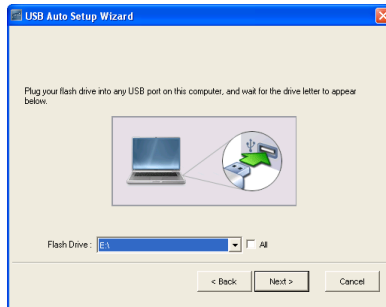 USB Auto Setup Wizard
Plug your flash drive into any USB port on this computer, and wait for the drive letter to appear
below.
Flash Drive : E:\ All
< Back Next > Cancel